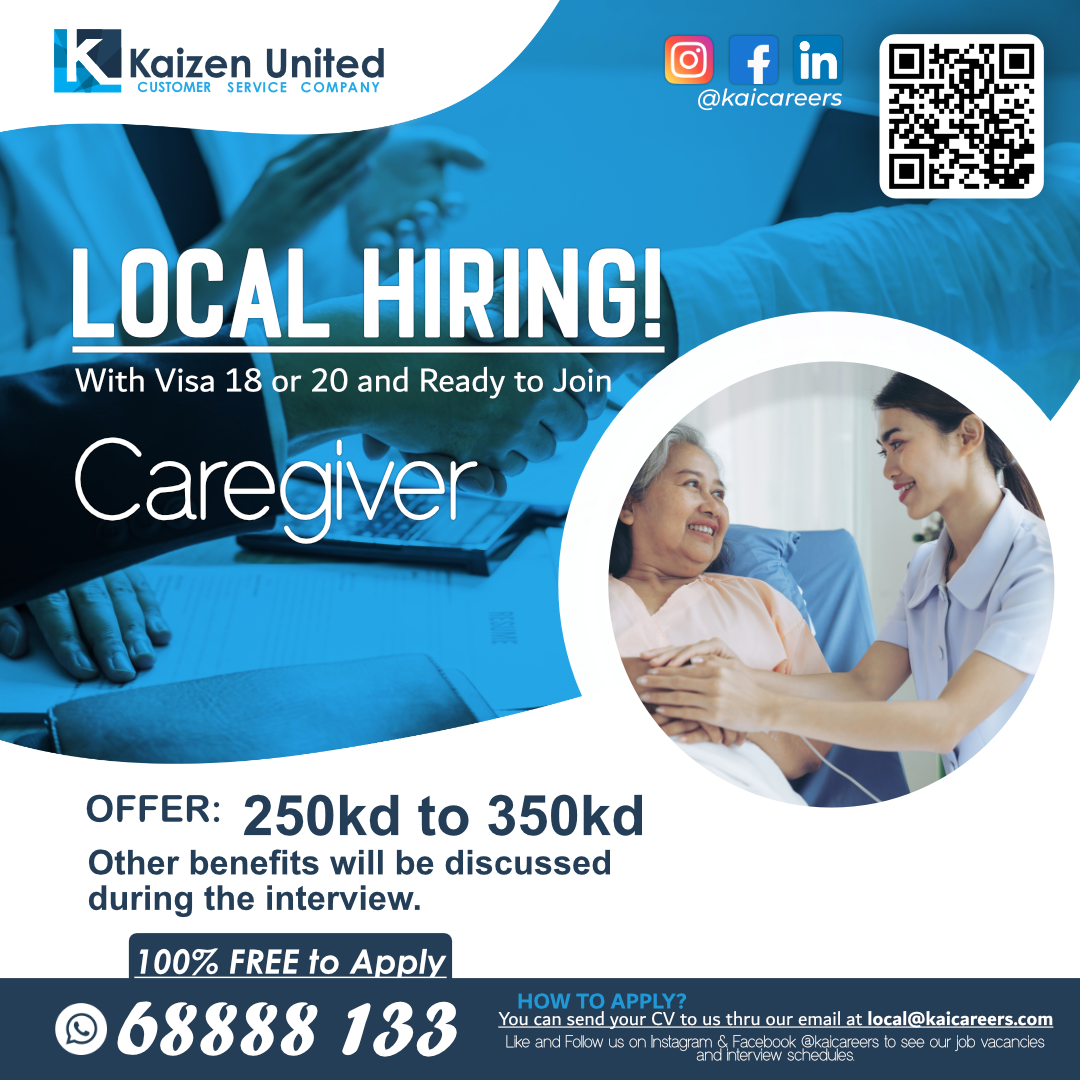 K Kaizen United
CUSTOMER SERVICE COMPANY
@kaicareers
LOCAL HIRING!
With Visa 18 or 20 and Ready to Join
Caregiver
RESUME
OFFER: 250kd to 350kd
Other benefits will be discussed
during the interview.
100% FREE to Apply
68888 133
HOW TO APPLY?
You can send your CV to us thru our email at local@kaicareers.com
Like and Follow us on Instagram & Facebook @kaicareers to see our job vacancies
and interview schedules.